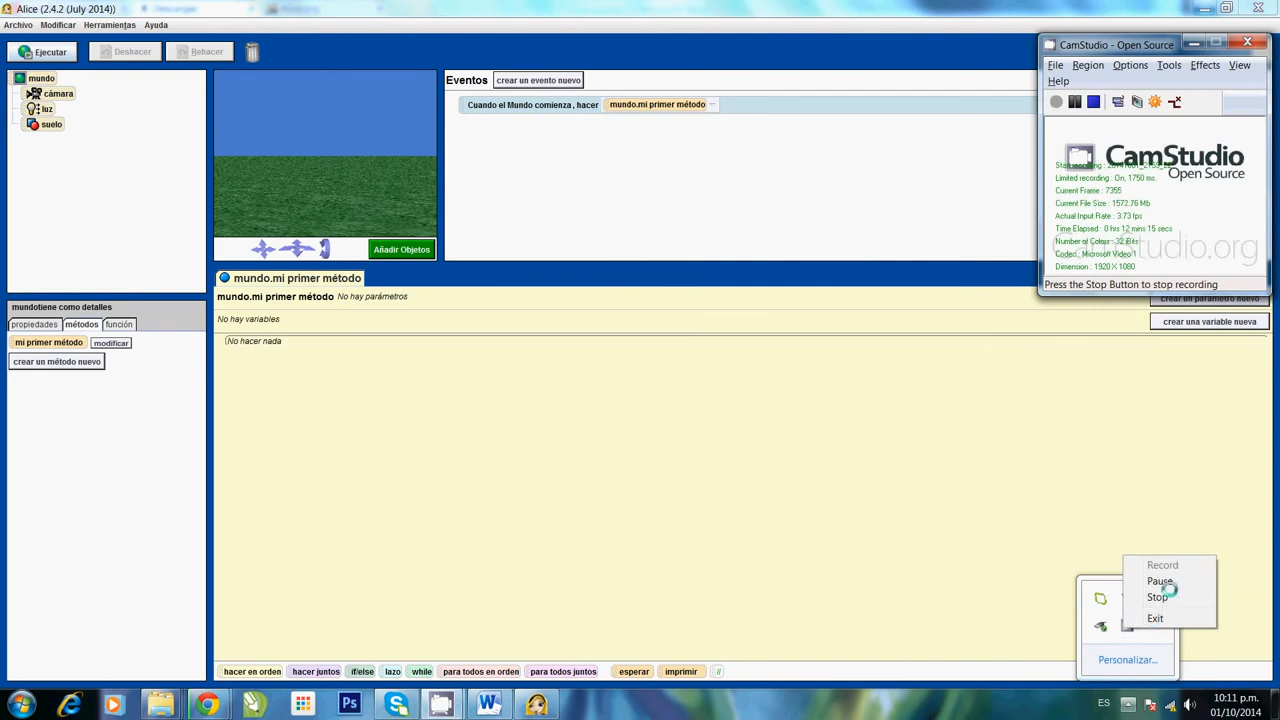 Alice (2.4.2 (July 2014))
Archivo Modificar Herramientas Ayuda
Ejecutar Deshacer Rehacer
mundo
cámara
luz
suelo
Añadir Objetos
Eventos crear un evento nuevo
Cuando el Mundo comienza , hacer mundo.mi primer método
CamStudio - Open Source
File Region Options Tools Effects View
Help
CamStudio
Open Source
Limited recording : On, 1750 ms.
Current Frame : 7355
Current File Size : 1572.76 Mb
Actual Input Rate : 3.73 fps
Time Elapsed : 0 hrs 12 mins 15 secs
Number of Colors : 32 Bits
Codec : Microsoft Video 1
Dimension : 1920 X 1080
CamStudio.org
Press the Stop Button to stop recording
mundotiene como detalles
propiedades métodos función
mi primer método modificar
crear un método nuevo
mundo.mi primer método
mundo.mi primer método No hay parámetros
crear un parámetro nuevo
No hay variables
crear una variable nueva
No hacer nada
Record
Pause
Stop
Exit
Personalizar...
hacer en orden hacer juntos if/else lazo while para todos en orden para todos juntos esperar imprimir //
Ps
ES
10:11 p.m.
01/10/2014